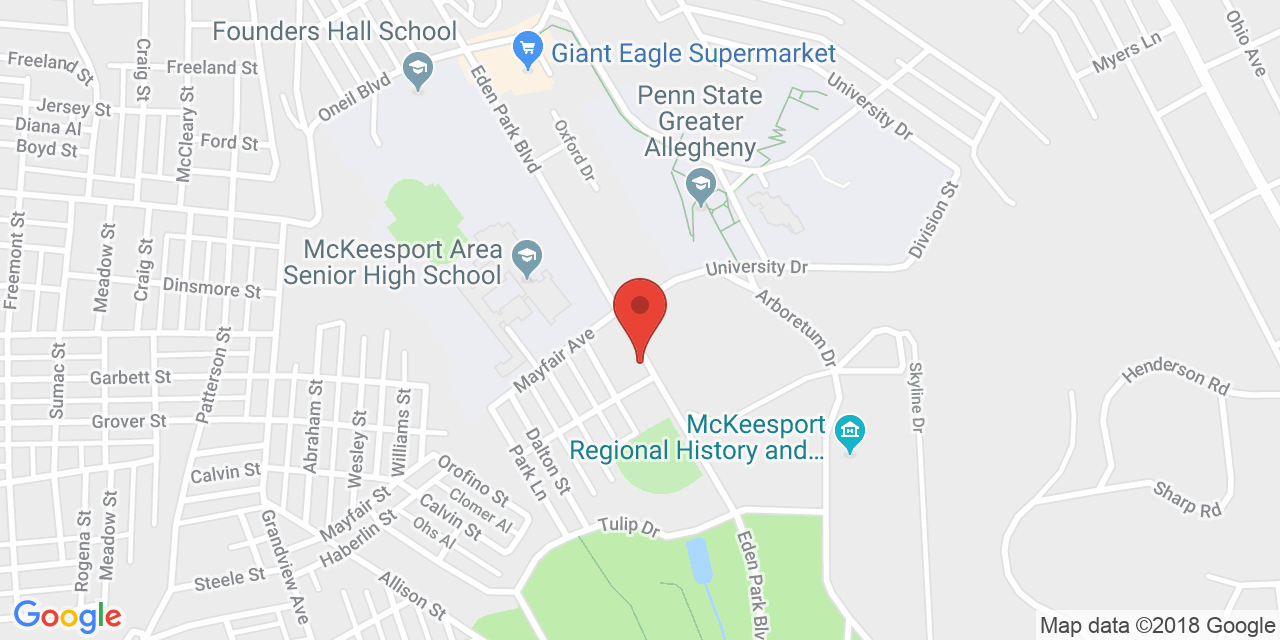 Founders Hall School
Giant Eagle Supermarket
Freeland St
Craig St
Freeland St
Oneil Blvd
Myers Ln
Ohio Ave
Jersey St
Diana Al
Boyd St
McCleary St
Ford St
Eden Park Blvd
Oxford Dr
Penn State
Greater
Allegheny
University Dr
Division St
Freemont St
Meadow St
Craig St
Dinsmore St
McKeesport Area
Senior High School
University Dr
Arboretum Dr
Mayfair Ave
Sumac St
Garbett St
Grover St
Patterson St
Abraham St
Wesley St
Williams St
Skyline Dr
Henderson Rd
McKeesport
Regional History and...
Calvin St
Orofino St
Clomer Al
Calvin St
Ohs Al
Dalton St
Park Ln
Sharp Rd
Rogena St
Meadow St
Grandview Ave
Mayfair St
Haberlin St
Steele St
Allison St
Tulip Dr
Eden Park Blv
Google
Map data ©2018 Google